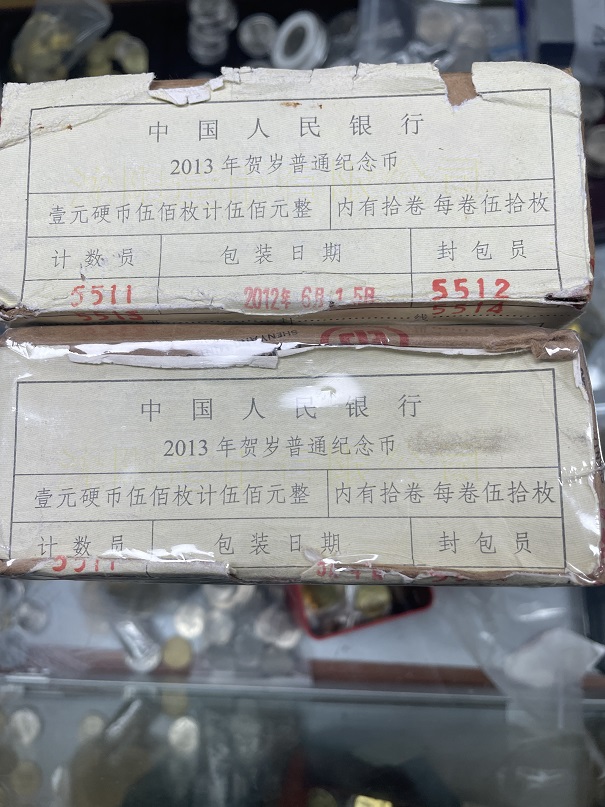 中国人民银行
2013年贺岁普通纪念币
壹元硬币伍佰枚计伍佰元整 内有拾卷 每卷伍拾枚
计数员 包装日期 封包员
5511 2012年6月15日 5512
5513 5514
中国人民银行
2013年贺岁普通纪念币
壹元硬币伍佰枚计伍佰元整 内有拾卷 每卷伍拾枚
计数员 包装日期 封包员
5511